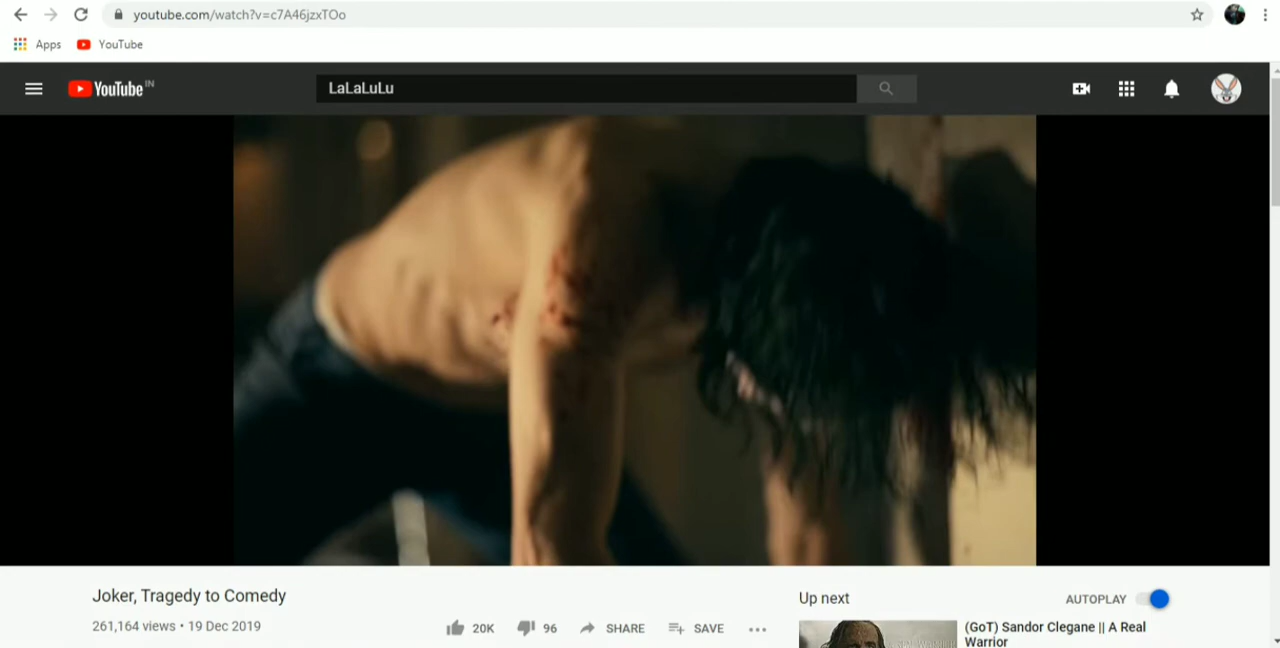 youtube.com/watch?v=c7A46jzxTOo
Apps YouTube
YouTube IN LaLaLuLu
Joker, Tragedy to Comedy
261,164 views • 19 Dec 2019
20K 96 SHARE SAVE
Up next AUTOPLAY
(GoT) Sandor Clegane || A Real
Warrior